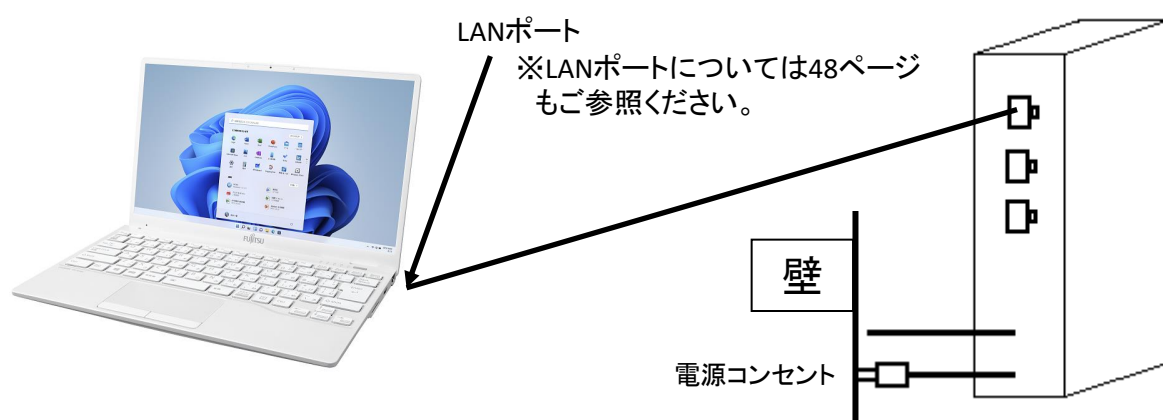 LANポート
※LANポートについては48ページ
もご参照ください。
FUJITSU
壁
電源コンセント